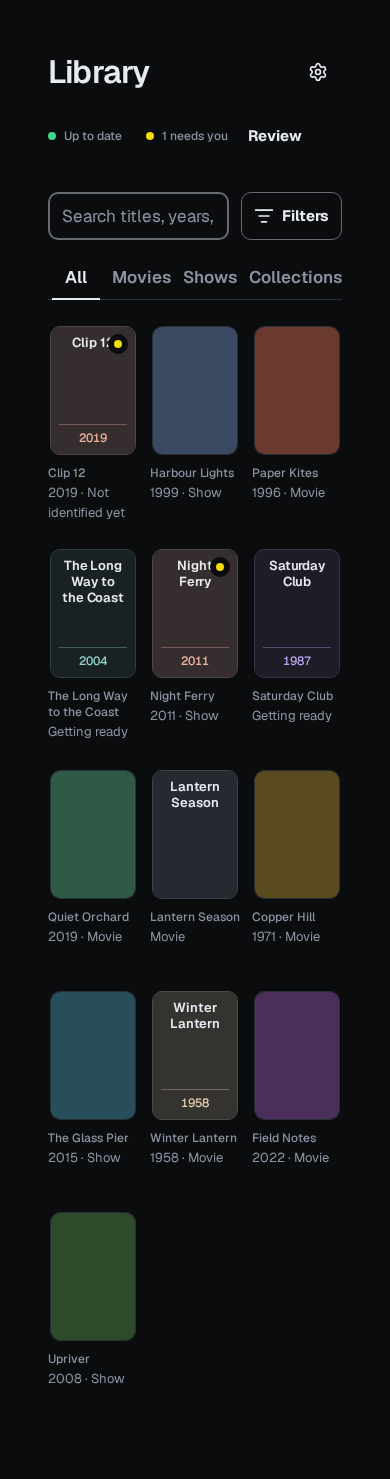 Library
Up to date
1 needs you
Review
Search titles, years,
Filters
All
Movies
Shows
Collections
Clip 12
2019
Clip 12
2019 · Not
identified yet
Harbour Lights
1999 · Show
Paper Kites
1996 · Movie
The Long
Way to
the Coast
2004
The Long Way
to the Coast
Getting ready
Night
Ferry
2011
Night Ferry
2011 · Show
Saturday
Club
1987
Saturday Club
Getting ready
Quiet Orchard
2019 · Movie
Lantern
Season
Lantern Season
Movie
Copper Hill
1971 · Movie
The Glass Pier
2015 · Show
Winter
Lantern
1958
Winter Lantern
1958 · Movie
Field Notes
2022 · Movie
Upriver
2008 · Show